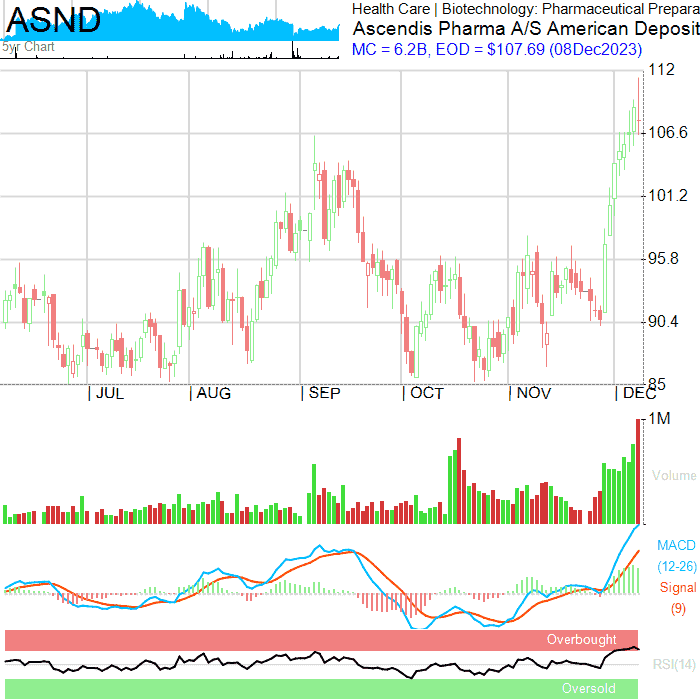 ASND
5yr Chart
Health Care | Biotechnology: Pharmaceutical Prepara
Ascendis Pharma A/S American Deposit
MC = 6.2B, EOD = $107.69 (08Dec2023)
112
106.6
101.2
95.8
90.4
85
| JUL | AUG | SEP | OCT | NOV | DEC
1M
Volume
MACD
(12-26)
Signal
(9)
Overbought
RSI(14)
Oversold